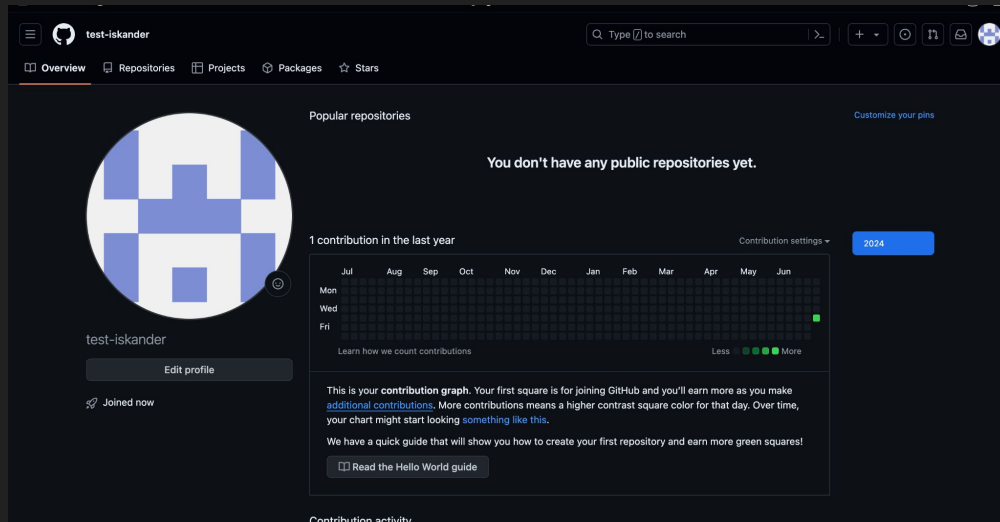 test-iskander
Type / to search
Overview Repositories Projects Packages Stars
Popular repositories
Customize your pins
You don't have any public repositories yet.
1 contribution in the last year
Contribution settings
2024
Jul Aug Sep Oct Nov Dec Jan Feb Mar Apr May Jun
Mon
Wed
Fri
Learn how we count contributions
Less More
test-iskander
Edit profile
Joined now
This is your contribution graph. Your first square is for joining GitHub and you'll earn more as you make
additional contributions. More contributions means a higher contrast square color for that day. Over time,
your chart might start looking something like this.
We have a quick guide that will show you how to create your first repository and earn more green squares!
Read the Hello World guide
Contribution activity